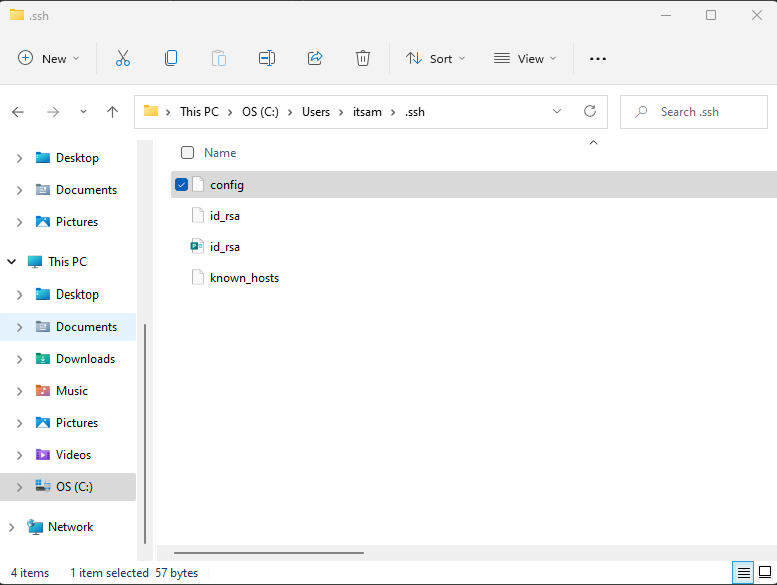 .ssh
New Sort View
This PC OS (C:) Users itsam .ssh Search .ssh
Desktop
Documents
Pictures
This PC
Desktop
Documents
Downloads
Music
Pictures
Videos
OS (C:)
Network
Name
config
id_rsa
id_rsa
known_hosts
4 items 1 item selected 57 bytes